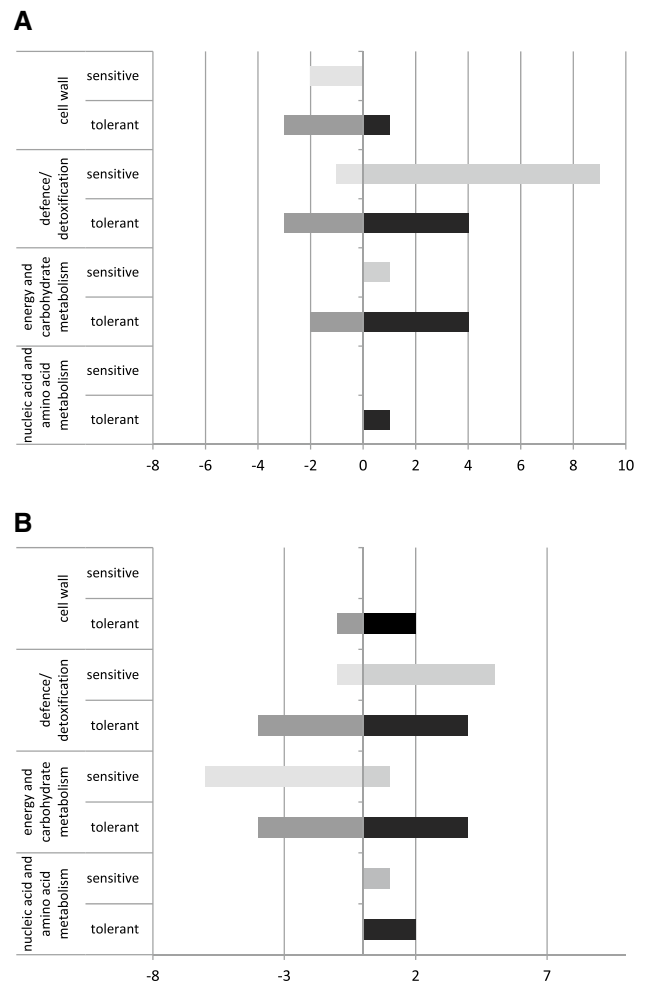 A
cell wall
sensitive
tolerant
defence/
detoxification
sensitive
tolerant
energy and
carbohydrate
metabolism
sensitive
tolerant
nucleic acid and
amino acid
metabolism
sensitive
tolerant
-8 -6 -4 -2 0 2 4 6 8 10
B
cell wall
sensitive
tolerant
defence/
detoxification
sensitive
tolerant
energy and
carbohydrate
metabolism
sensitive
tolerant
nucleic acid and
amino acid
metabolism
sensitive
tolerant
-8 -3 2 7